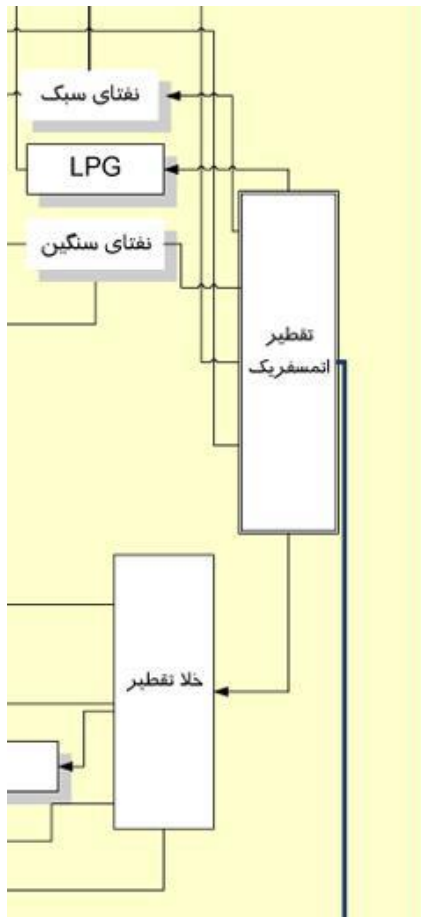 نفتای سبک
LPG
نفتای سنگین
تقطیر
اتمسفریک
خلا تقطیر